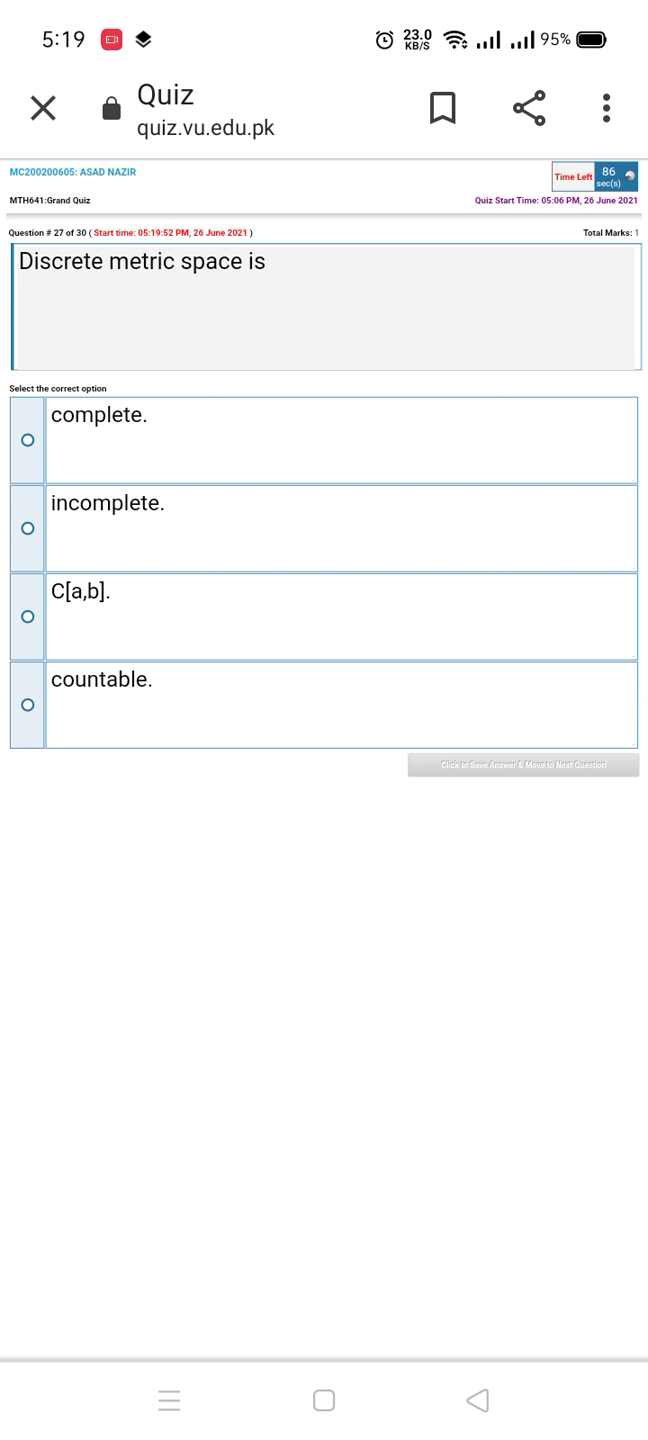 5:19
23.0
KB/S
95%
Quiz
quiz.vu.edu.pk
MC200200605: ASAD NAZIR
Time Left 86
sec(s)
MTH641:Grand Quiz
Quiz Start Time: 05:06 PM, 26 June 2021
Question # 27 of 30 ( Start time: 05:19:52 PM, 26 June 2021 )
Total Marks: 1
Discrete metric space is
Select the correct option
complete.
incomplete.
C[a,b].
countable.
Click to Save Answer & Move to Next Question